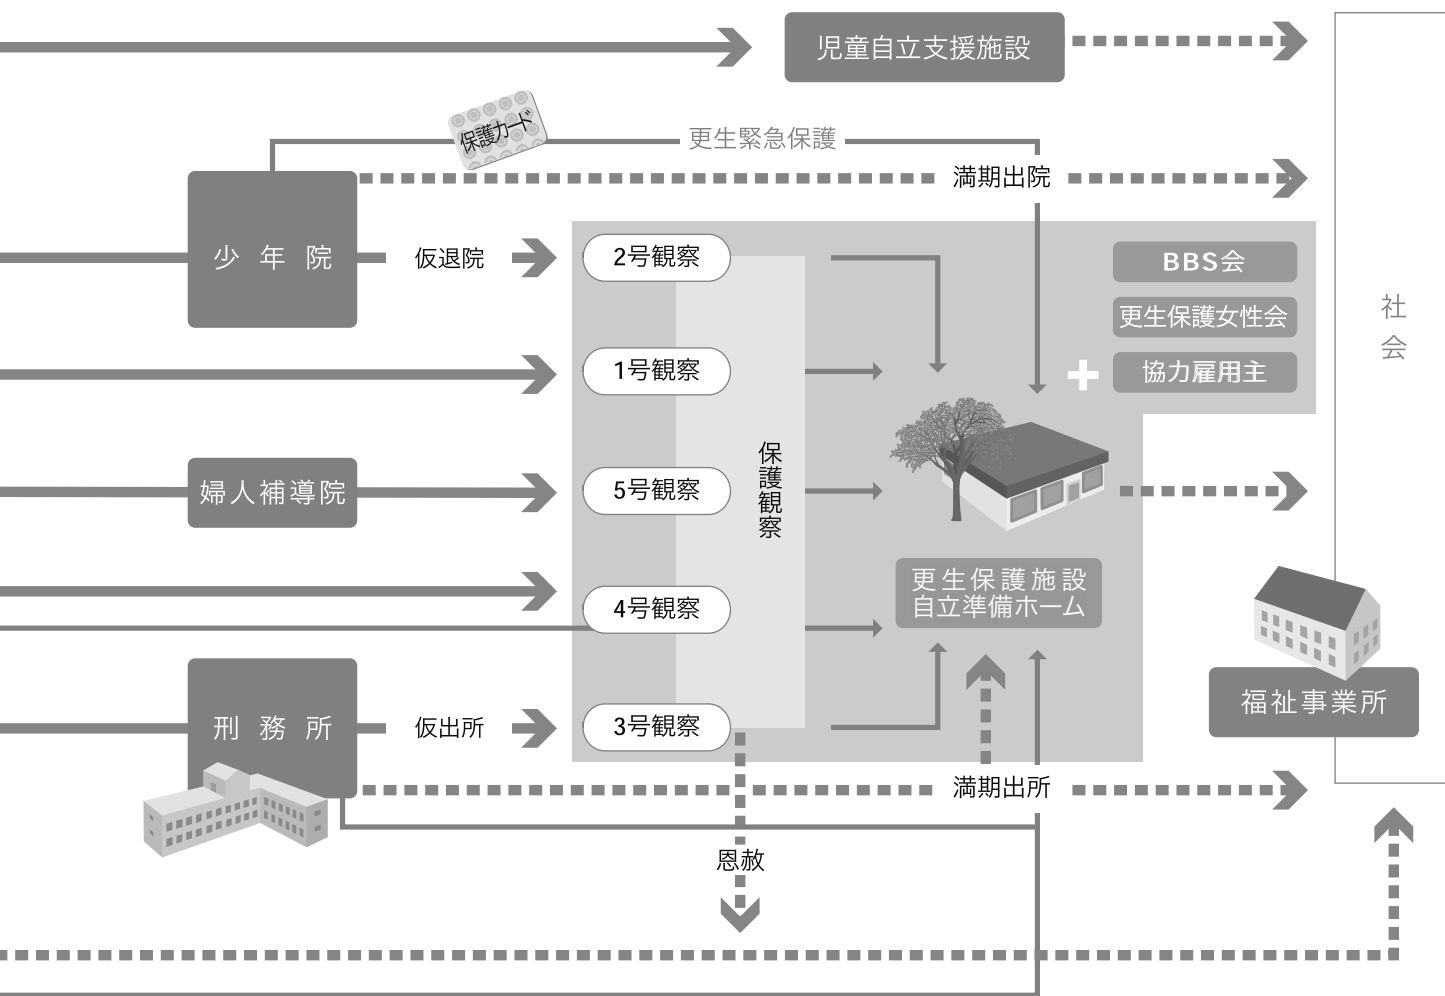 児童自立支援施設
保護カード
更生緊急保護
満期出院
少年院
仮退院
2号観察
BBS会
更生保護女性会
協力雇用主
社会
1号観察
保護観察
婦人補導院
5号観察
更生保護施設
自立準備ホーム
4号観察
刑務所
仮出所
3号観察
福祉事業所
満期出所
恩赦